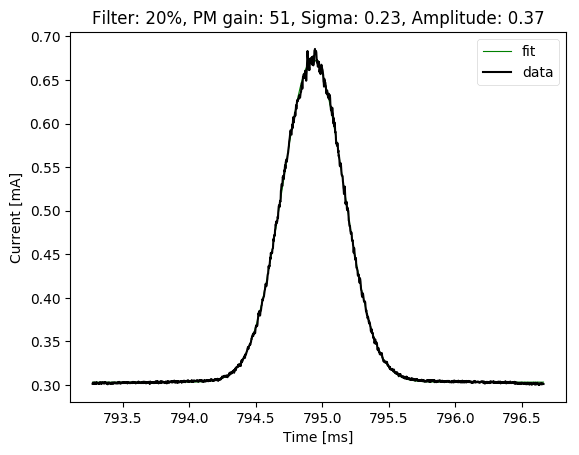 Filter: 20%, PM gain: 51, Sigma: 0.23, Amplitude: 0.37
fit
data
Current [mA]
0.70
0.65
0.60
0.55
0.50
0.45
0.40
0.35
0.30
793.5 794.0 794.5 795.0 795.5 796.0 796.5
Time [ms]